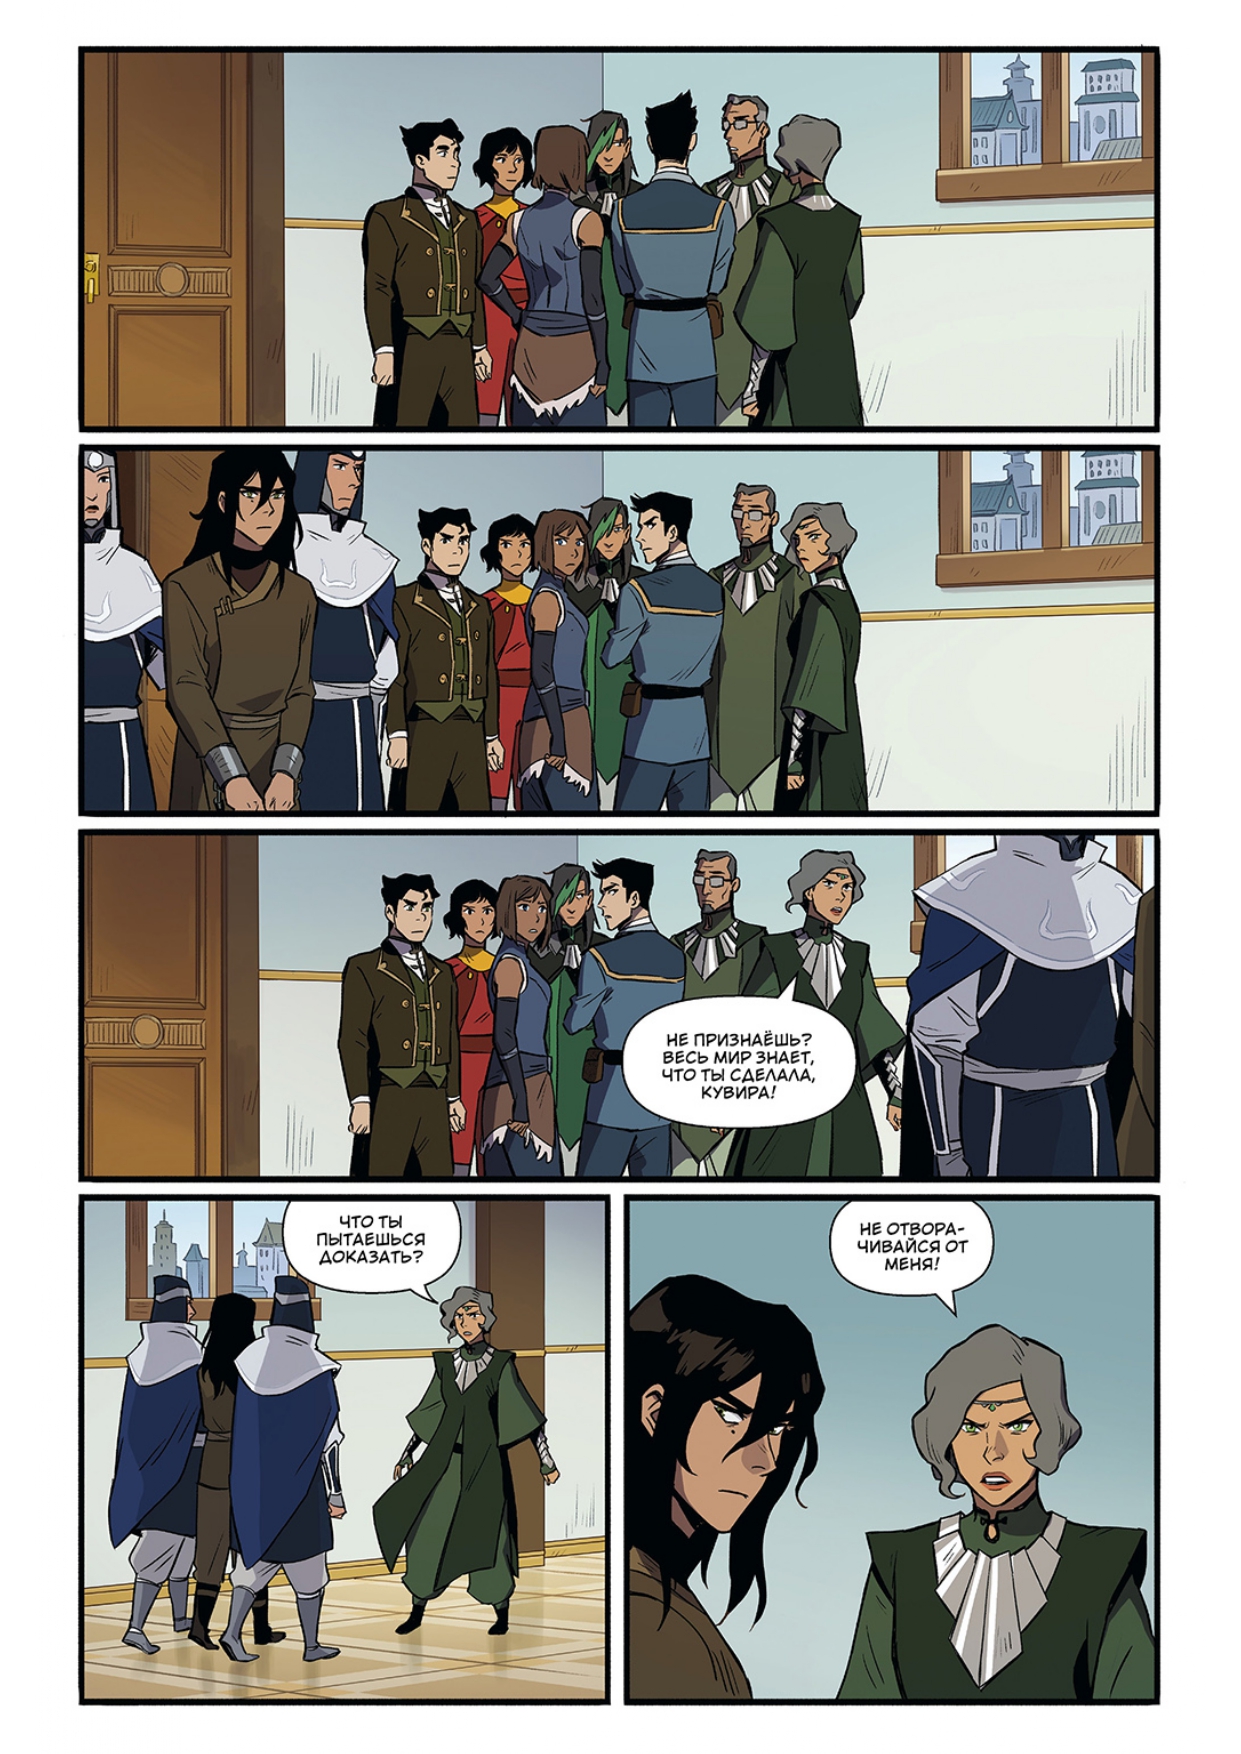 НЕ ПРИЗНАЁШЬ?
ВЕСЬ МИР ЗНАЕТ,
ЧТО ТЫ СДЕЛАЛА,
КУВИРА!
ЧТО ТЫ
ПЫТАЕШЬСЯ
ДОКАЗАТЬ?
НЕ ОТВОРА-
ЧИВАЙСЯ ОТ
МЕНЯ!